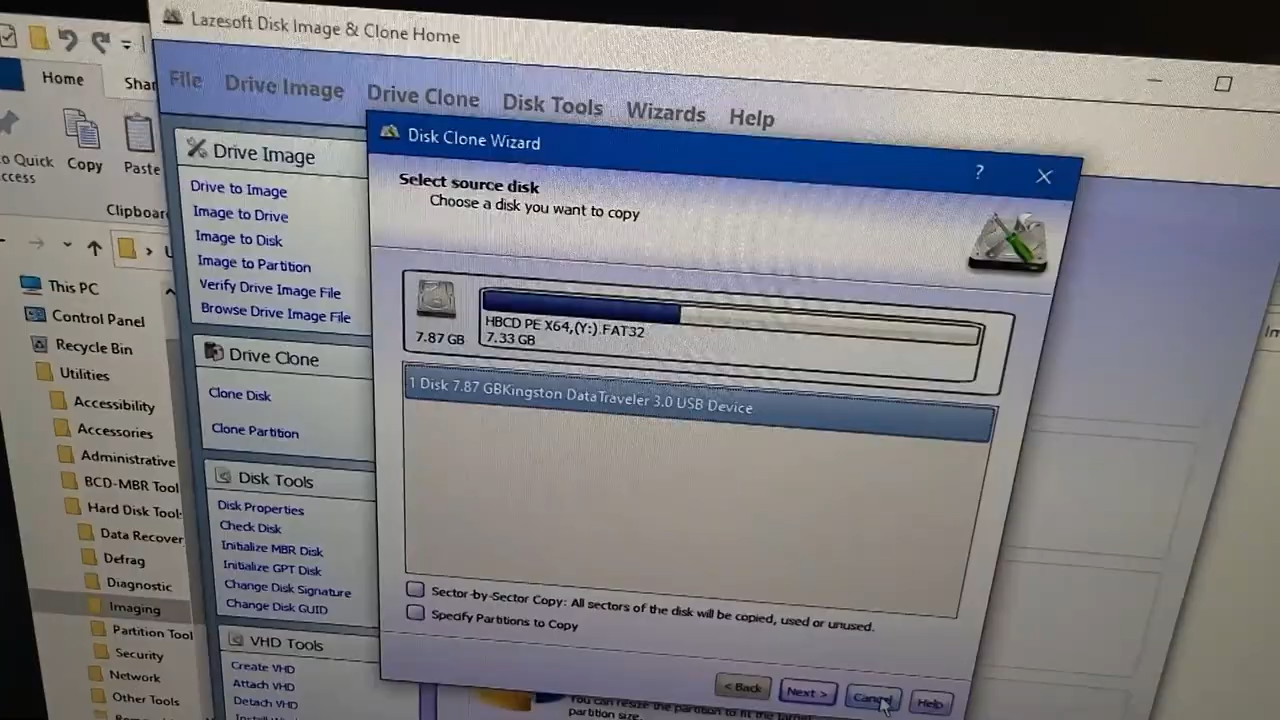 Lazesoft Disk Image & Clone Home
File Drive Image Drive Clone Disk Tools Wizards Help
Home
Copy
Paste
Disk Clone Wizard
?
Select source disk
Choose a disk you want to copy
7.87 GB
HBCD PE X64,(Y:) FAT32
7.33 GB
1 Disk 7.87 GBKingston DataTraveler 3.0 USB Device
Sector-by-Sector Copy: All sectors of the disk will be copied, used or unused.
Specify Partitions to Copy
< Back Next > Cancel Help
Drive Image
Drive to Image
Image to Drive
Image to Disk
Image to Partition
Verify Drive Image File
Browse Drive Image File
Drive Clone
Clone Disk
Clone Partition
Disk Tools
Disk Properties
Check Disk
Initialize MBR Disk
Initialize GPT Disk
Change Disk Signature
Change Disk GUID
VHD Tools
Create VHD
Attach VHD
Detach VHD
This PC
Control Panel
Recycle Bin
Utilities
Accessibility
Accessories
Administrative
BCD-MBR Tool
Hard Disk Tool
Data Recover
Defrag
Diagnostic
Imaging
Partition Tool
Security
Network
Other Tools
You can resize the partition to fit the
partition size.